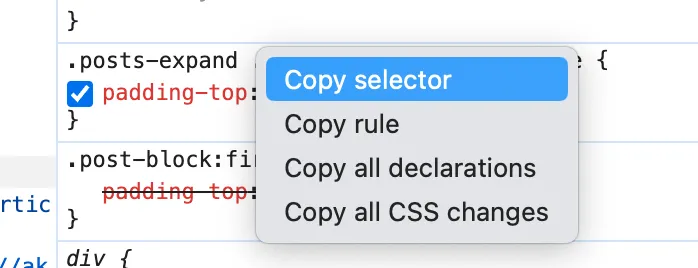 }
.posts-expand . e {
Copy selector
padding-top:
}
Copy rule
.post-block:fir
Copy all declarations
padding-top:
rtic
}
Copy all CSS changes
div {
//ak